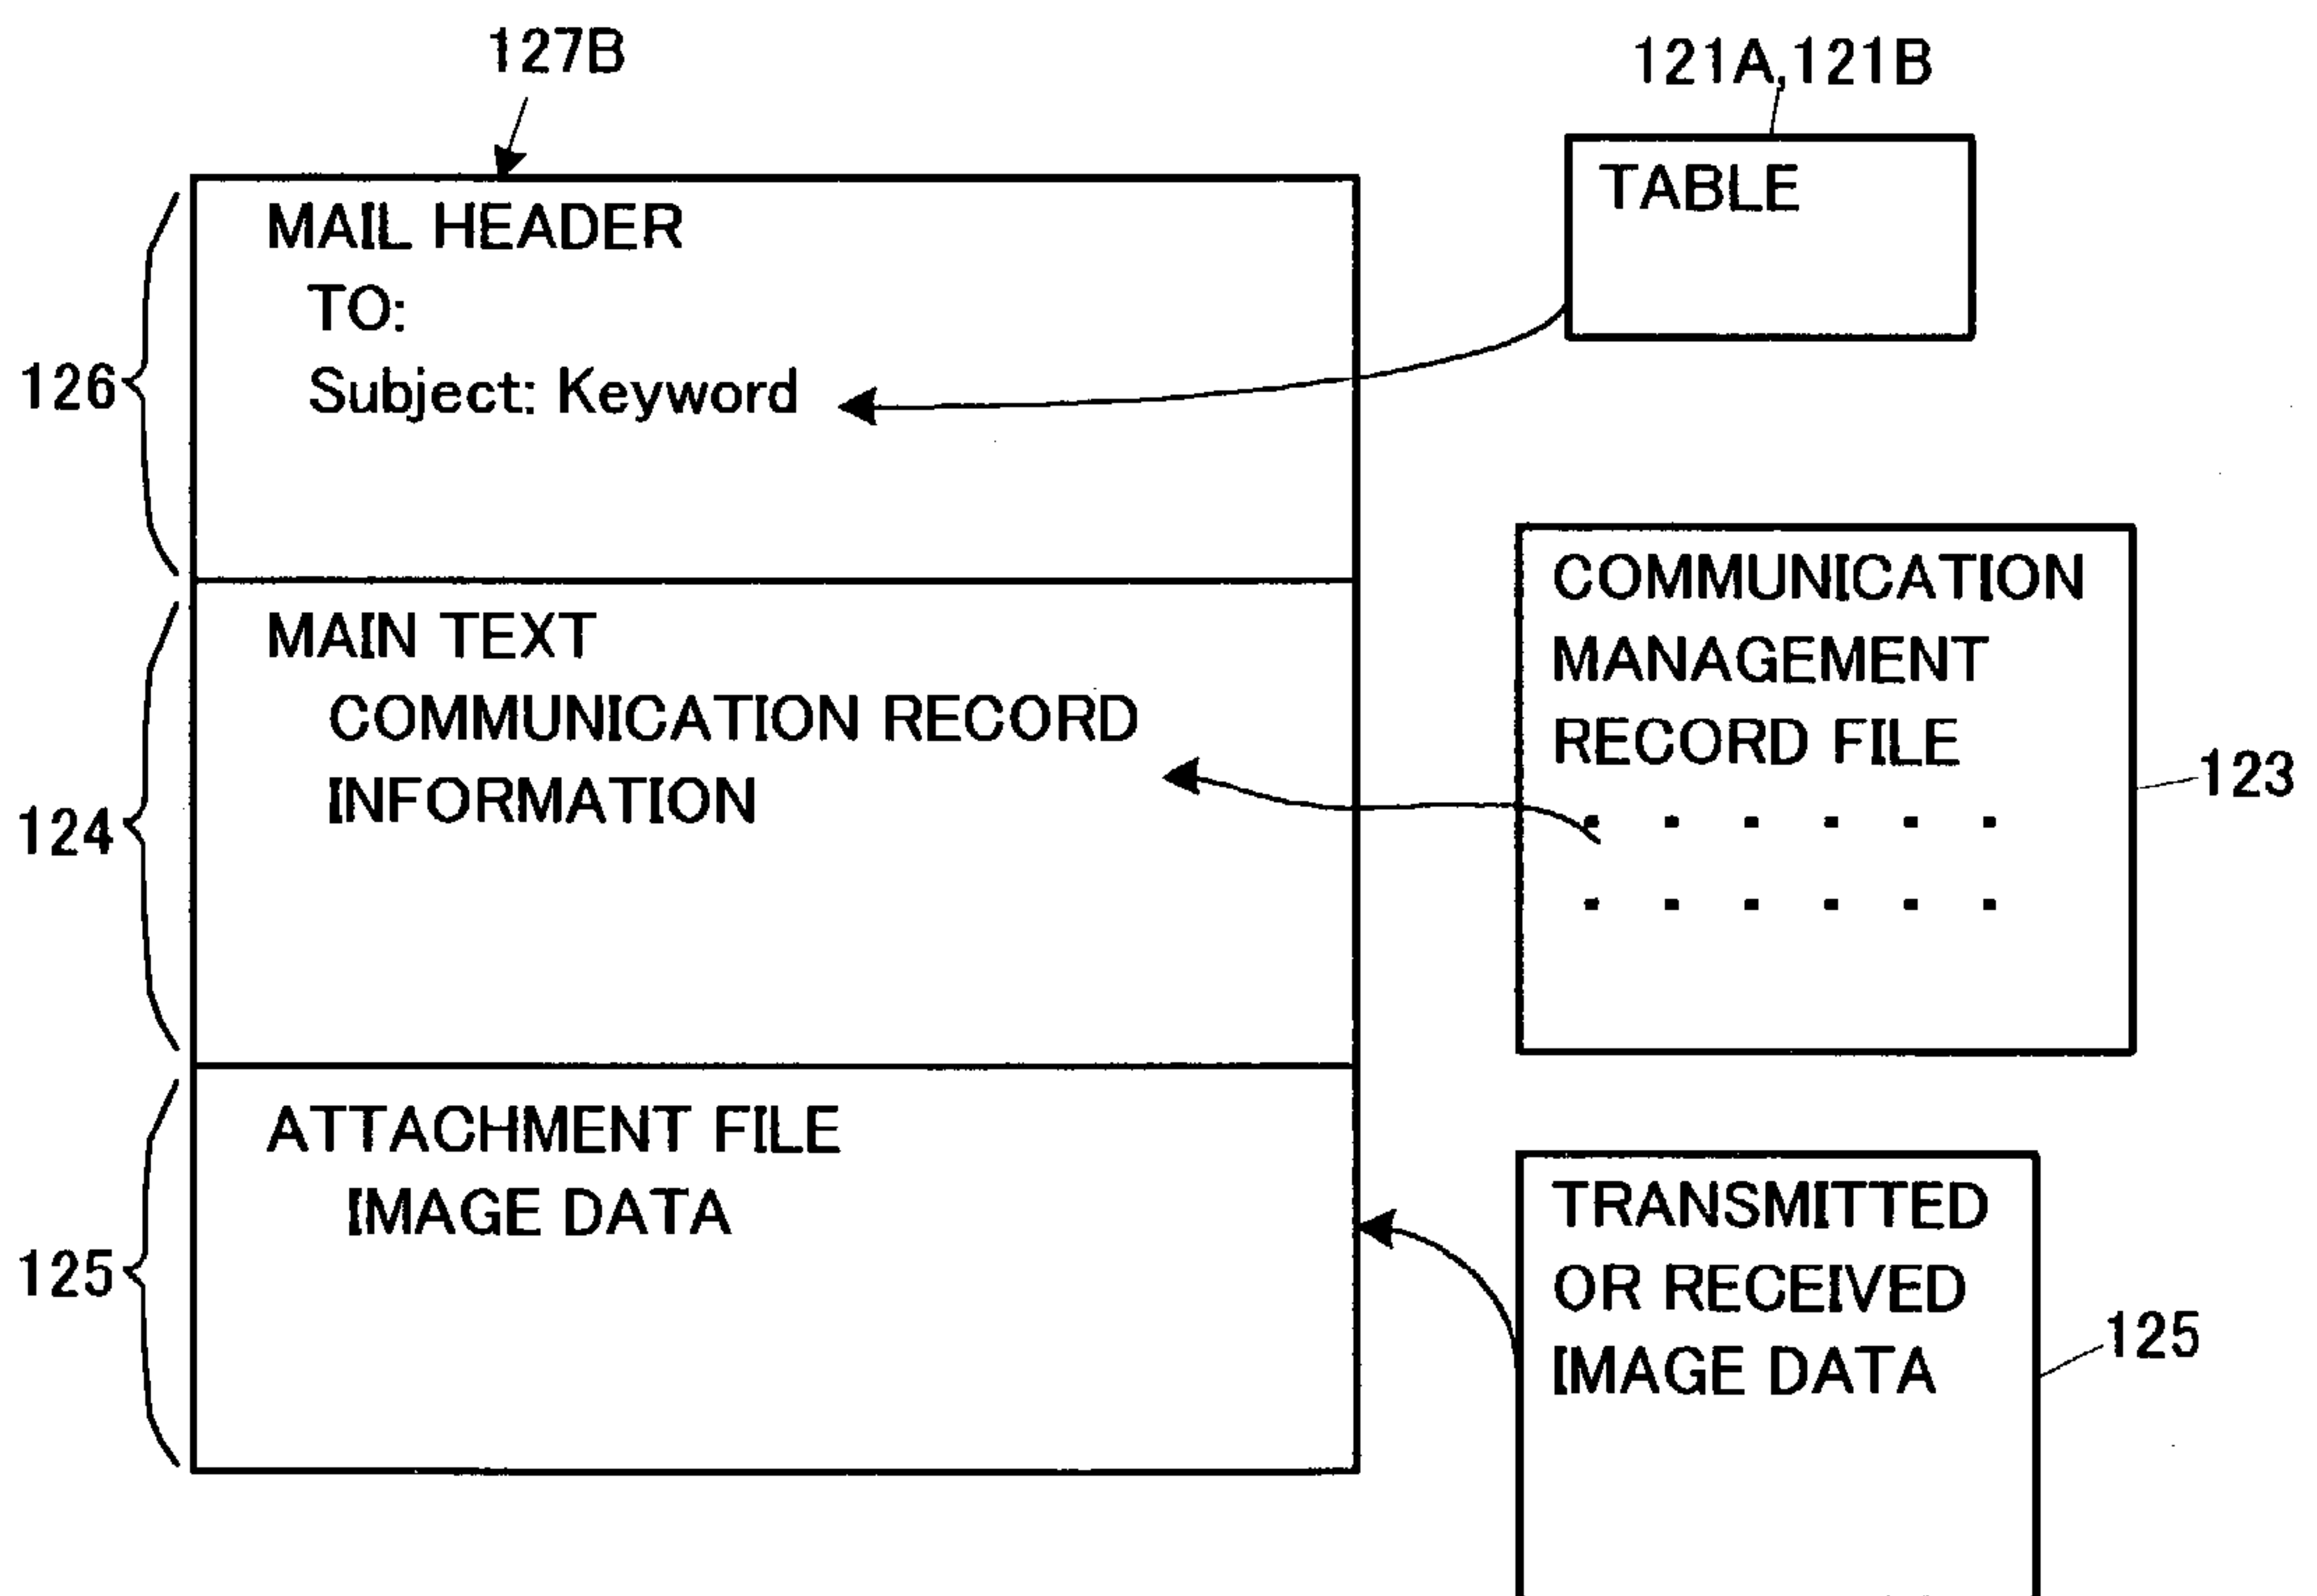 127B
121A,121B
MAIL HEADER
TO:
Subject: Keyword
126
TABLE
MAIN TEXT
COMMUNICATION RECORD
INFORMATION
124
COMMUNICATION
MANAGEMENT
RECORD FILE
. . . . . .
. . . . . .
123
ATTACHMENT FILE
IMAGE DATA
125
TRANSMITTED
OR RECEIVED
IMAGE DATA
125